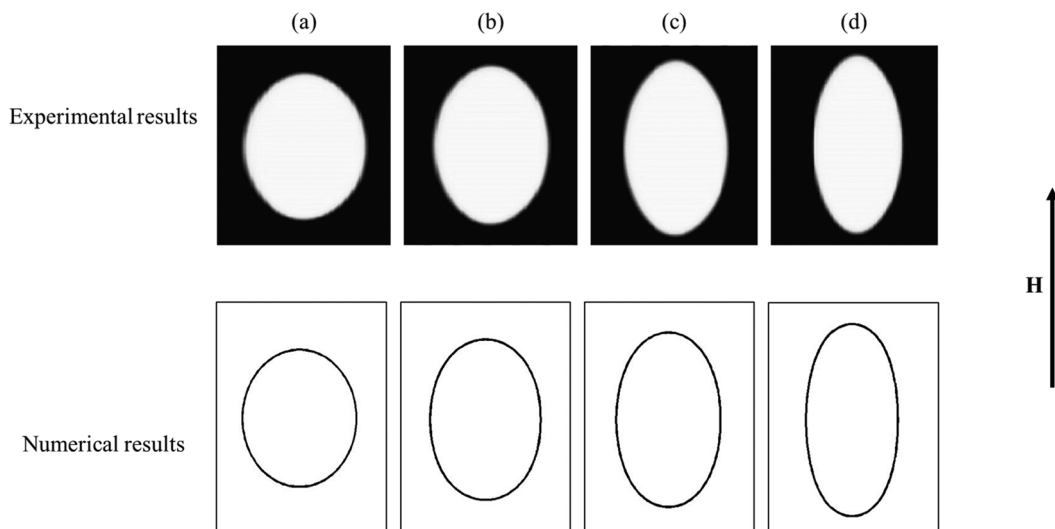 (a) (b) (c) (d)
Experimental results
H
Numerical results